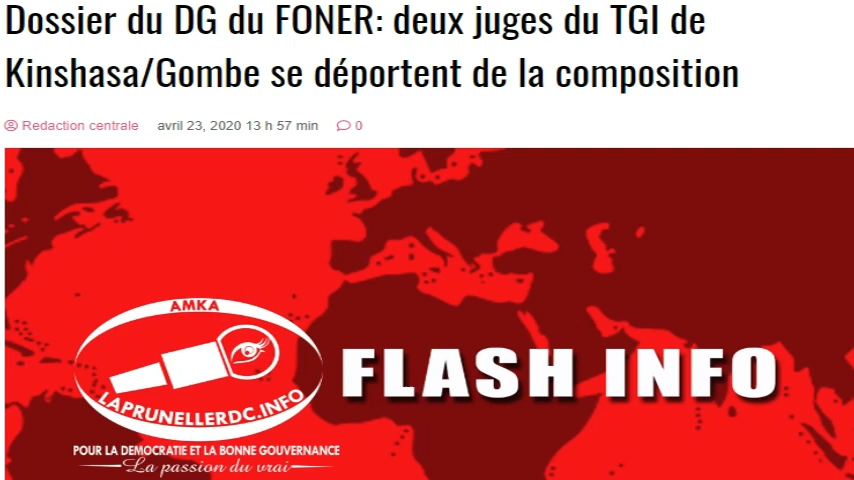 Dossier du DG du FONER: deux juges du TGI de
Kinshasa/Gombe se déportent de la composition
Redaction centrale avril 23, 2020 13 h 57 min 0
AMKA
LAPRUNELLERDC.INFO
FLASH INFO
POUR LA DEMOCRATIE ET LA BONNE GOUVERNANCE
La passion du vrai